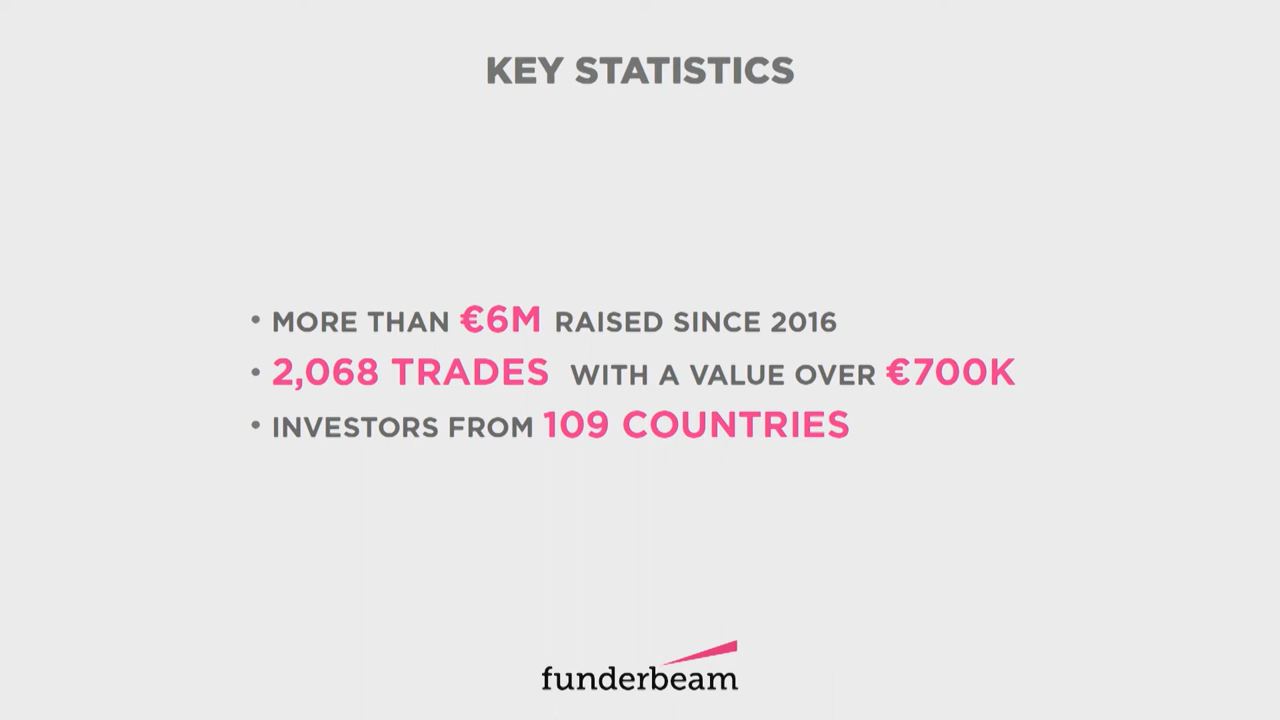 KEY STATISTICS
• MORE THAN €6M RAISED SINCE 2016
• 2,068 TRADES WITH A VALUE OVER €700K
• INVESTORS FROM 109 COUNTRIES
funderbeam